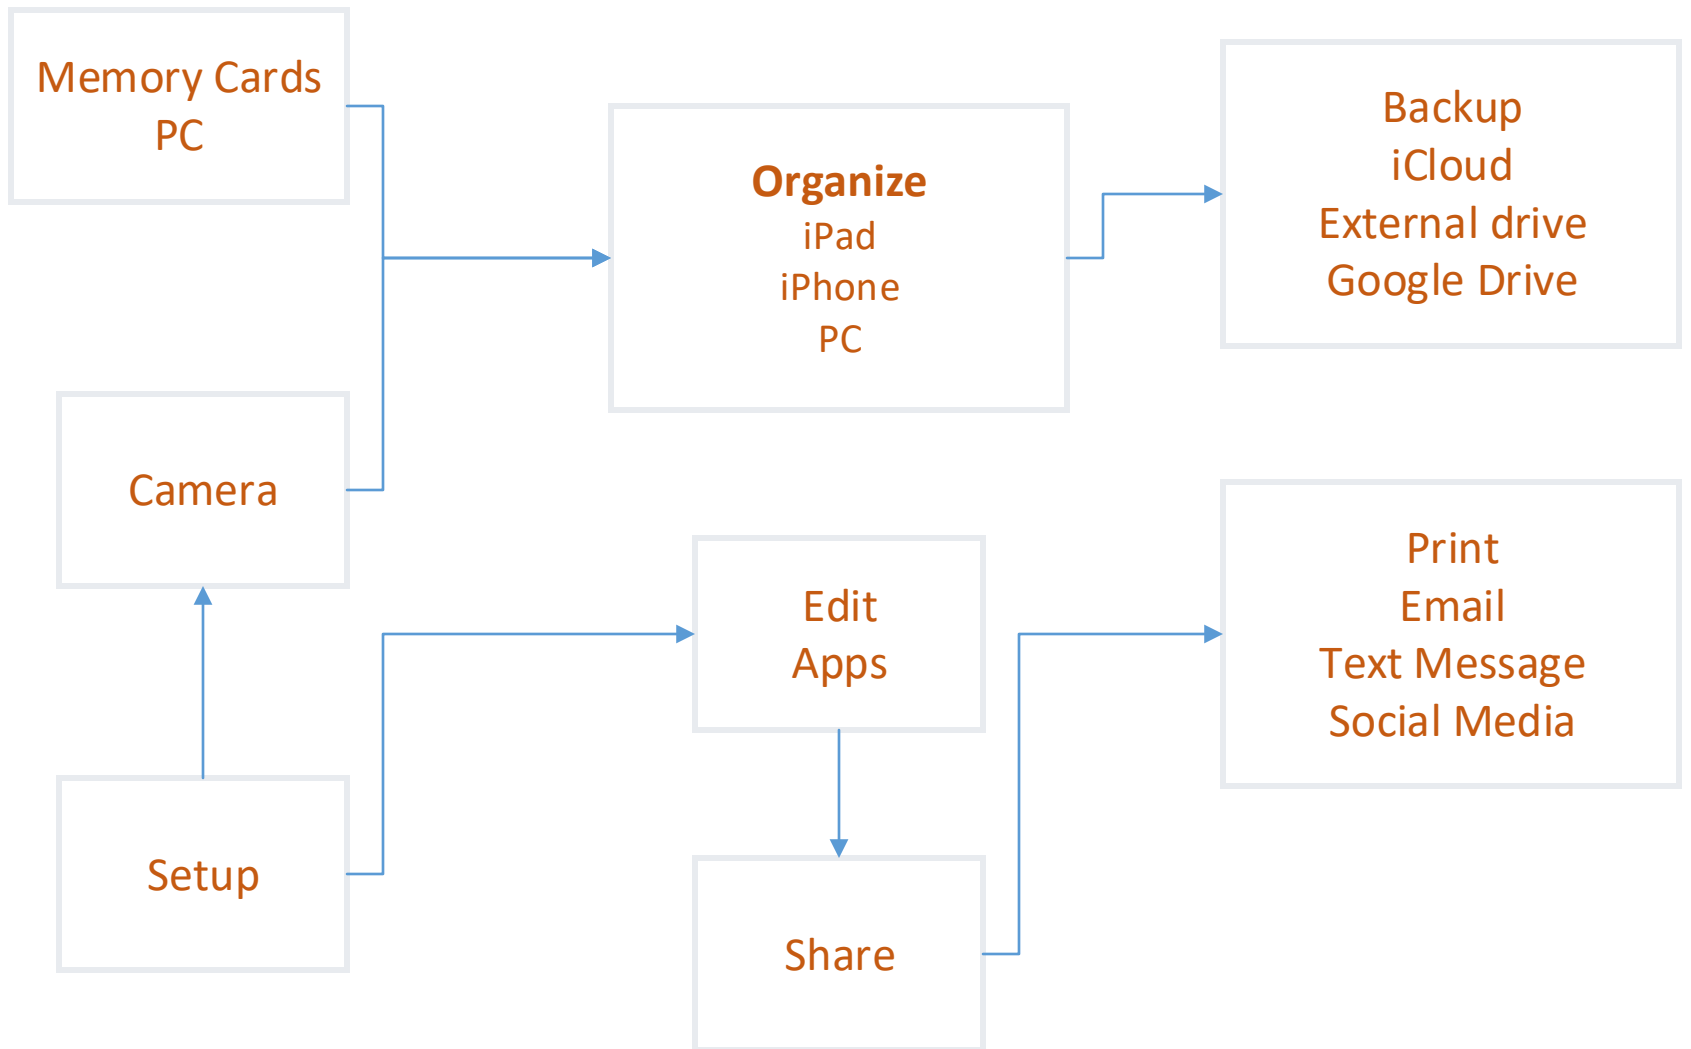 Memory Cards
PC
Organize
iPad
iPhone
PC
Backup
iCloud
External drive
Google Drive
Camera
Edit
Apps
Print
Email
Text Message
Social Media
Setup
Share